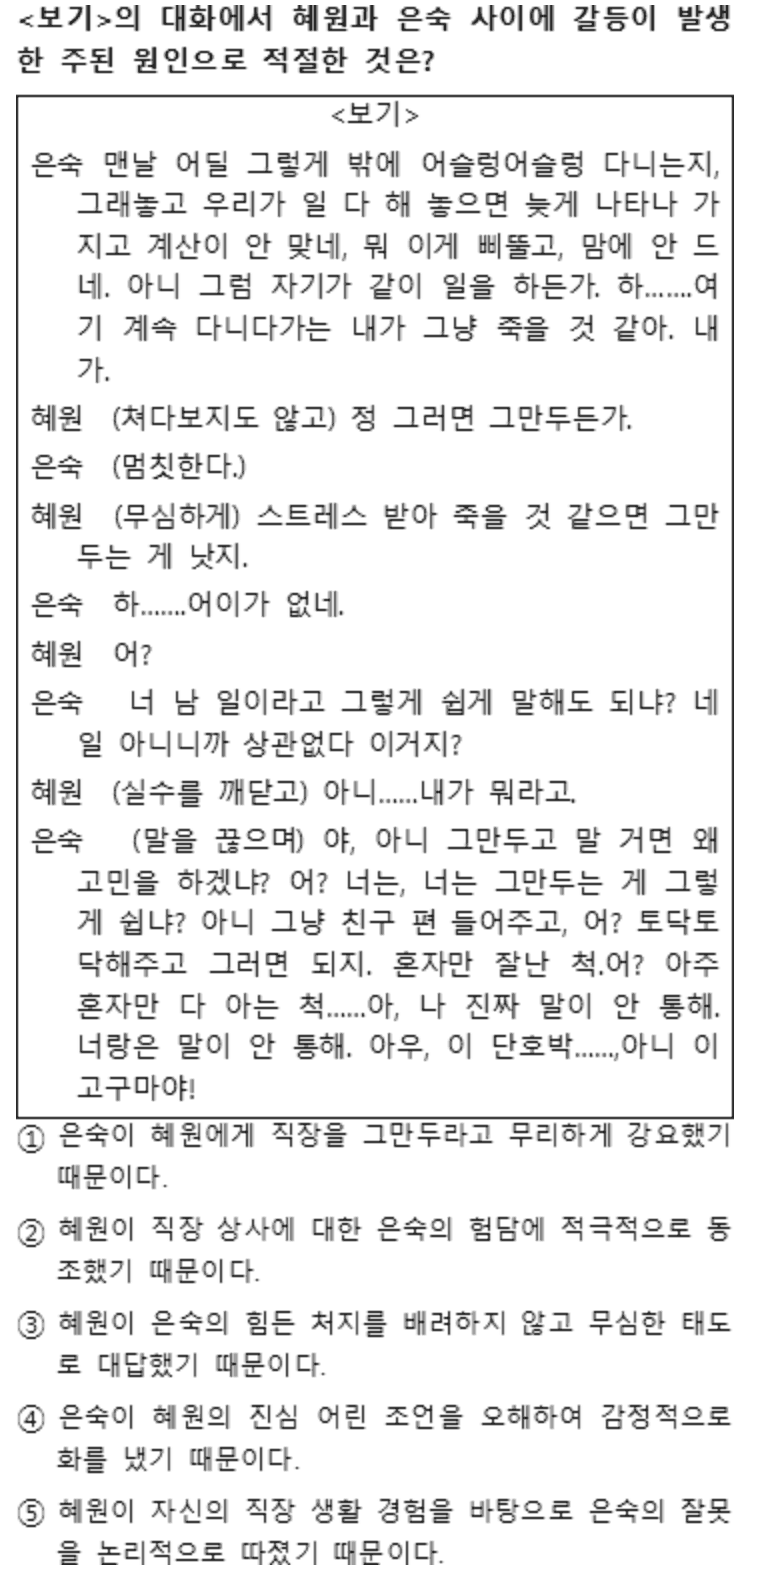 <보기>의 대화에서 혜원과 은숙 사이에 갈등이 발생
한 주된 원인으로 적절한 것은?
<보기>
은숙 맨날 어딜 그렇게 밖에 어슬렁어슬렁 다니는지,
그래놓고 우리가 일 다 해 놓으면 늦게 나타나 가
지고 계산이 안 맞네, 뭐 이게 삐뚤고, 맘에 안 드
네. 아니 그럼 자기가 같이 일을 하든가. 하.......여
기 계속 다니다가는 내가 그냥 죽을 것 같아. 내
가.
혜원 (쳐다보지도 않고) 정 그러면 그만두든가.
은숙 (멈칫한다.)
혜원 (무심하게) 스트레스 받아 죽을 것 같으면 그만
두는 게 낫지.
은숙 하.......어이가 없네.
혜원 어?
은숙 너 남 일이라고 그렇게 쉽게 말해도 되냐? 네
일 아니니까 상관없다 이거지?
혜원 (실수를 깨닫고) 아니......내가 뭐라고.
은숙 (말을 끊으며) 야, 아니 그만두고 말 거면 왜
고민을 하겠냐? 어? 너는, 너는 그만두는 게 그렇
게 쉽냐? 아니 그냥 친구 편 들어주고, 어? 토닥토
닥해주고 그러면 되지. 혼자만 잘난 척.어? 아주
혼자만 다 아는 척......아, 나 진짜 말이 안 통해.
너랑은 말이 안 통해. 아우, 이 단호박......,아니 이
고구마야!
① 은숙이 혜원에게 직장을 그만두라고 무리하게 강요했기
때문이다.
② 혜원이 직장 상사에 대한 은숙의 험담에 적극적으로 동
조했기 때문이다.
③ 혜원이 은숙의 힘든 처지를 배려하지 않고 무심한 태도
로 대답했기 때문이다.
④ 은숙이 혜원의 진심 어린 조언을 오해하여 감정적으로
화를 냈기 때문이다.
⑤ 혜원이 자신의 직장 생활 경험을 바탕으로 은숙의 잘못
을 논리적으로 따졌기 때문이다.